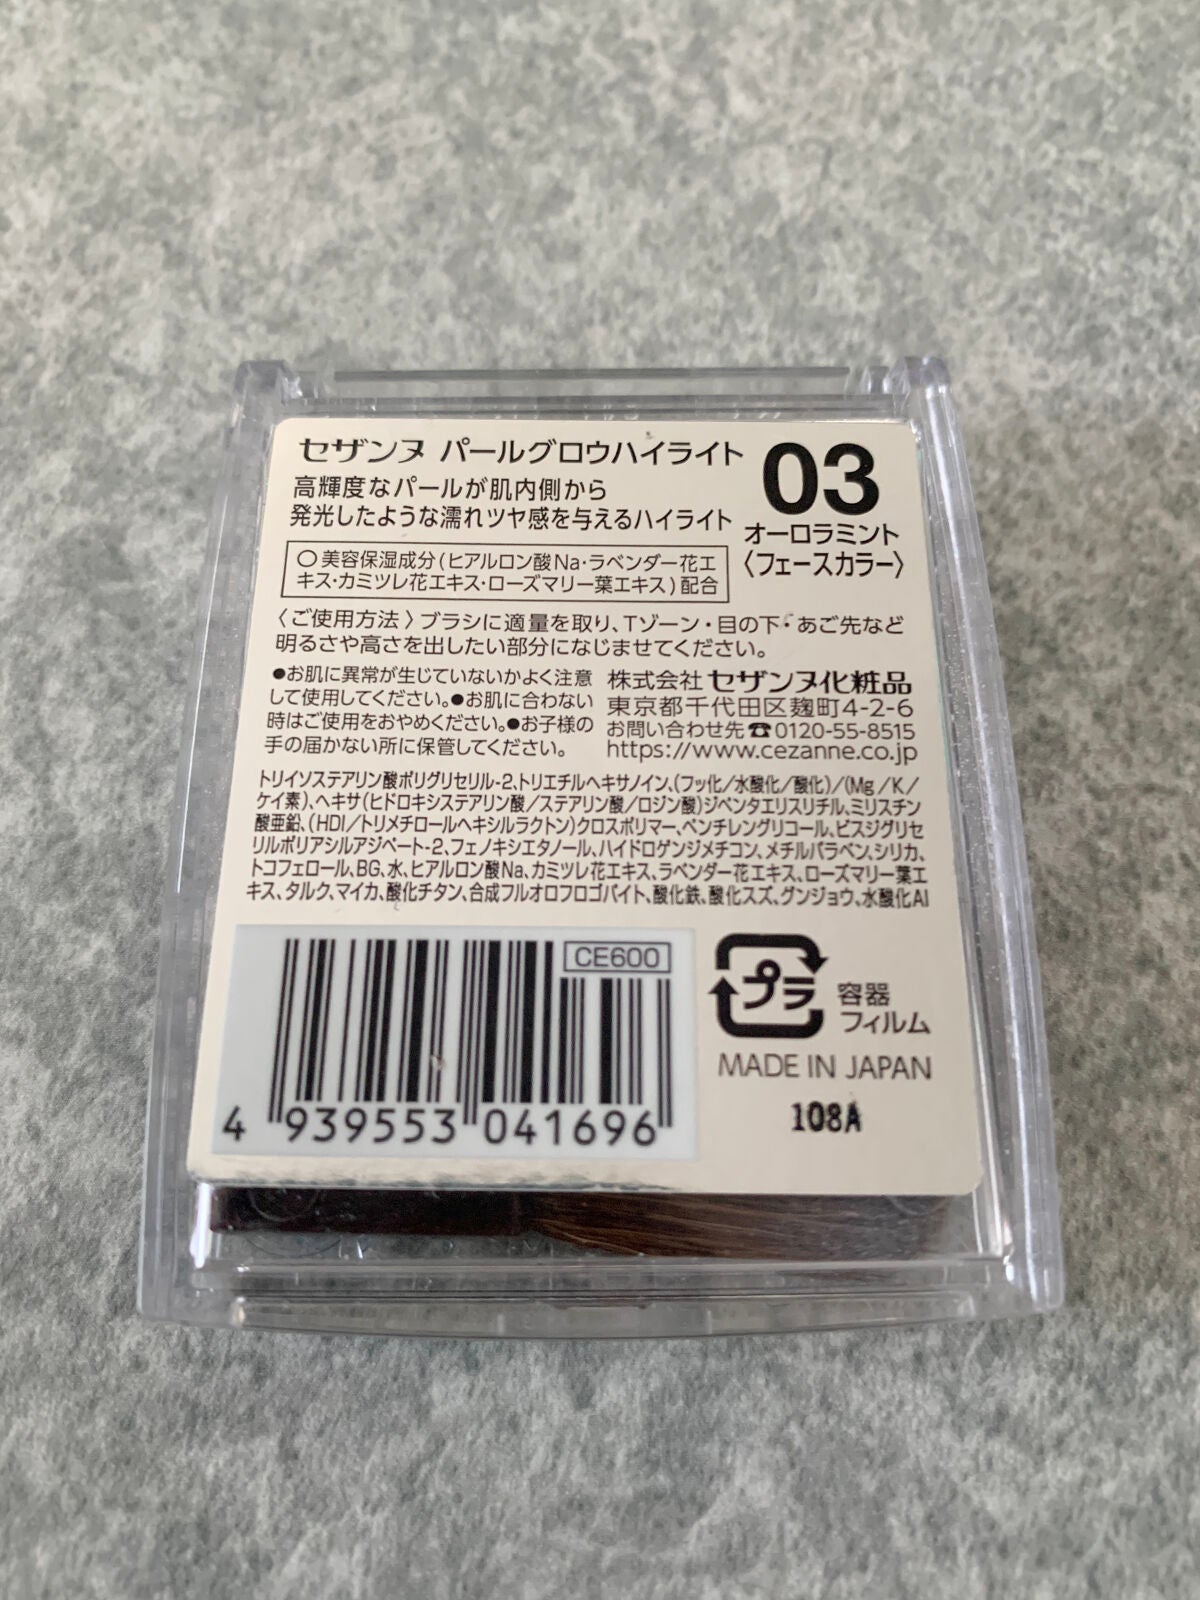 セザンヌ パールグロウハイライト
03
高輝度なパールが肌内側から
発光したような濡れツヤ感を与えるハイライト
オーロラミント
〈フェースカラー〉
○美容保湿成分(ヒアルロン酸Na・ラベンダー花エ
キス・カミツレ花エキス・ローズマリー葉エキス)配合
〈ご使用方法〉ブラシに適量を取り、Tゾーン・目の下・あご先など
明るさや高さを出したい部分になじませてください。
●お肌に異常が生じていないかよく注意
して使用してください。●お肌に合わない
時はご使用をおやめください。●お子様の
手の届かない所に保管してください。
株式会社 セザンヌ化粧品
東京都千代田区麹町4-2-6
お問い合わせ先☎0120-55-8515
https://www.cezanne.co.jp
トリイソステアリン酸ポリグリセリル-2、トリエチルヘキサノイン、(フッ化/水酸化/酸化)/(Mg/K/
ケイ素)、ヘキサ(ヒドロキシステアリン酸/ステアリン酸/ロジン酸)ジペンタエリスリチル、ミリスチン
酸亜鉛、(HDI/トリメチロールヘキシルラクトン)クロスポリマー、ペンチレングリコール、ビスジグリセ
リルポリアシルアジペート-2、フェノキシエタノール、ハイドロゲンジメチコン、メチルパラベン、シリカ、
トコフェロール、BG、水、ヒアルロン酸Na、カミツレ花エキス、ラベンダー花エキス、ローズマリー葉エ
キス、タルク、マイカ、酸化チタン、合成フルオロフロゴパイト、酸化鉄、酸化スズ、グンジョウ、水酸化Al
CE600
4 939553 041696
プラ
容器
フィルム
MADE IN JAPAN
108A